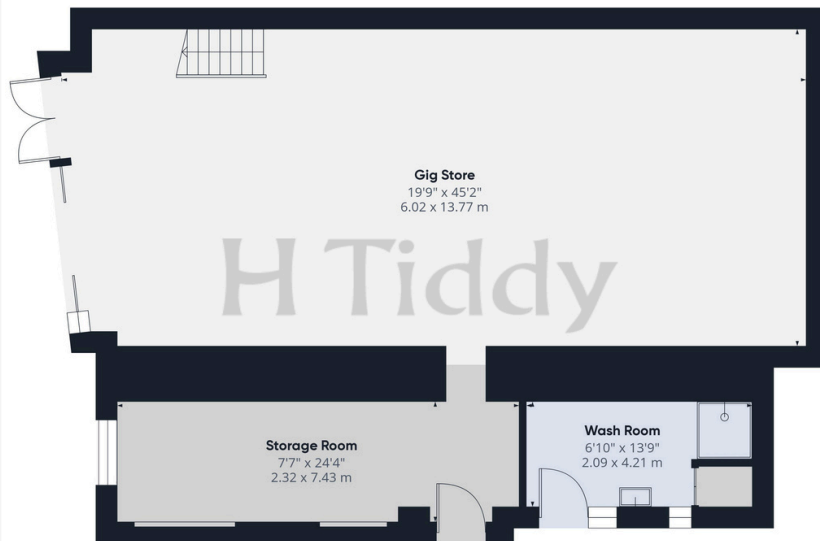 Gig Store
19'9" x 45'2"
6.02 x 13.77 m
H Tiddy
Storage Room
7'7" x 24'4"
2.32 x 7.43 m
Wash Room
6'10" x 13'9"
2.09 x 4.21 m